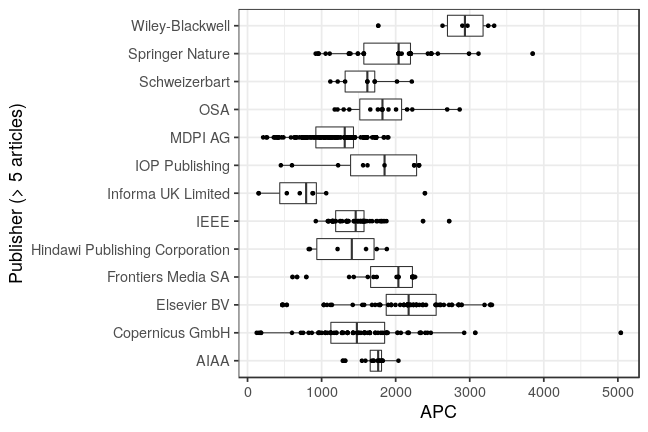 Publisher (> 5 articles)
Wiley-Blackwell
Springer Nature
Schweizerbart
OSA
MDPI AG
IOP Publishing
Informa UK Limited
IEEE
Hindawi Publishing Corporation
Frontiers Media SA
Elsevier BV
Copernicus GmbH
AIAA
0 1000 2000 3000 4000 5000
APC